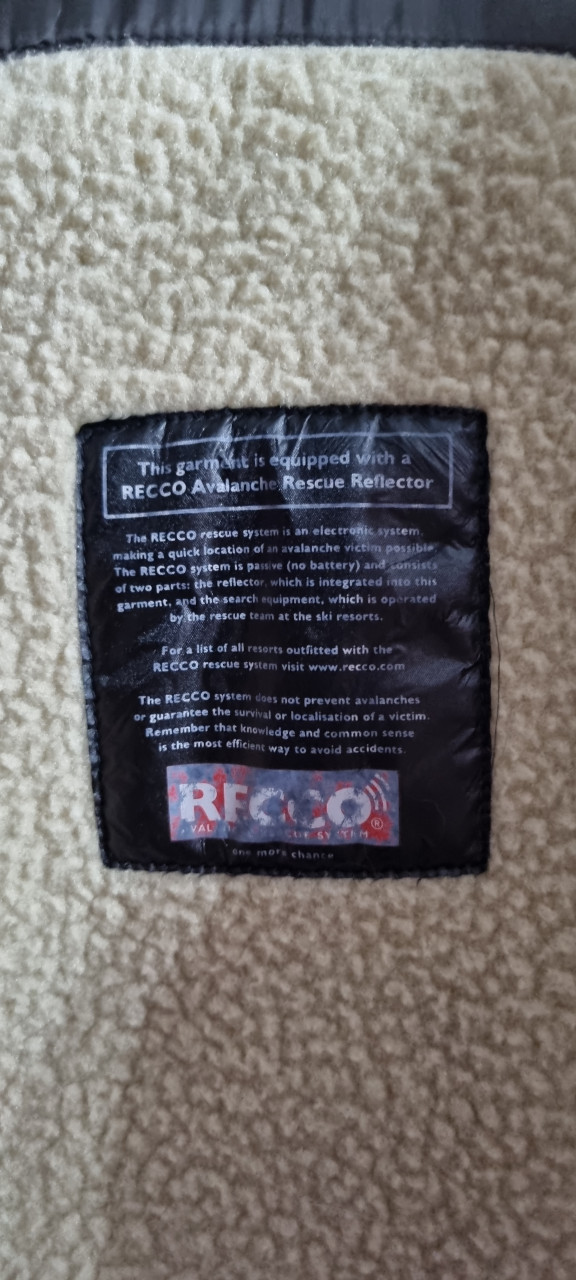 This garment is equipped with a
RECCO Avalanche Rescue Reflector
The RECCO rescue system is an electronic system,
making a quick location of an avalanche victim possible.
The RECCO system is passive (no battery) and consists
of two parts: the reflector, which is integrated into this
garment, and the search equipment, which is operated
by the rescue team at the ski resorts.
For a list of all resorts outfitted with the
RECCO rescue system visit www.recco.com
The RECCO system does not prevent avalanches
or guarantee the survival or localisation of a victim.
Remember that knowledge and common sense
is the most efficient way to avoid accidents.
RECCO®
SYSTEM
one more chance